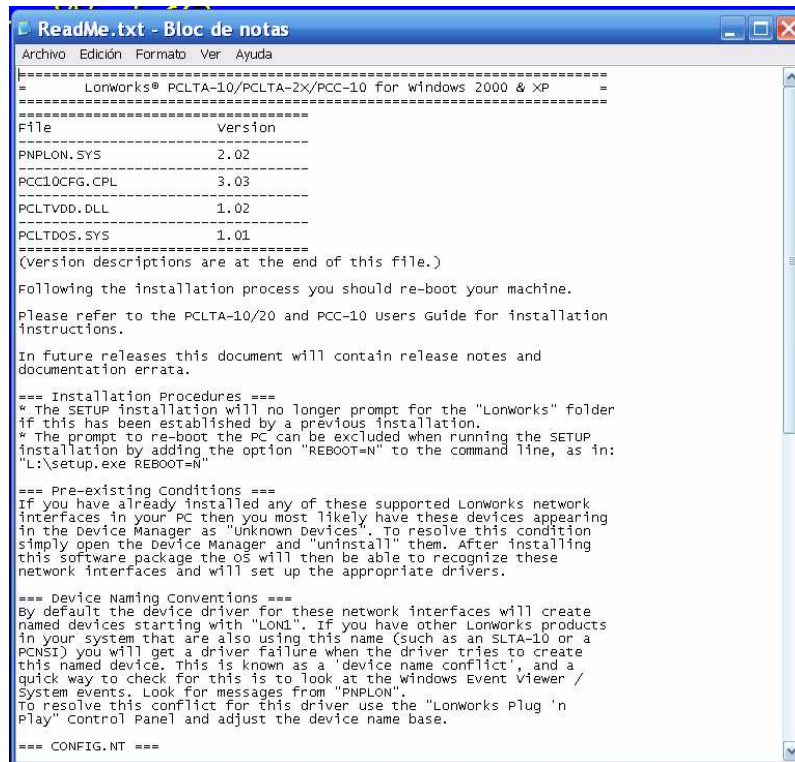 ReadMe.txt - Bloc de notas
Archivo Edición Formato Ver Ayuda
=======================================================================
= LonWorks® PCLTA-10/PCLTA-2X/PCC-10 for Windows 2000 & XP =
=======================================================================
===================================
File Version
-----------------------------------
PNPLON.SYS 2.02
-----------------------------------
PCC10CFG.CPL 3.03
-----------------------------------
PCLTVDD.DLL 1.02
-----------------------------------
PCLTDOS.SYS 1.01
===================================
(Version descriptions are at the end of this file.)
Following the installation process you should re-boot your machine.
Please refer to the PCLTA-10/20 and PCC-10 Users Guide for installation
instructions.
In future releases this document will contain release notes and
documentation errata.
=== Installation Procedures ===
* The SETUP installation will no longer prompt for the "LonWorks" folder
if this has been established by a previous installation.
* The prompt to re-boot the PC can be excluded when running the SETUP
installation by adding the option "REBOOT=N" to the command line, as in:
"L:\setup.exe REBOOT=N"
=== Pre-existing Conditions ===
If you have already installed any of these supported LonWorks network
interfaces in your PC then you most likely have these devices appearing
in the Device Manager as "Unknown Devices". To resolve this condition
simply open the Device Manager and "uninstall" them. After installing
this software package the OS will then be able to recognize these
network interfaces and will set up the appropriate drivers.
=== Device Naming Conventions ===
By default the device driver for these network interfaces will create
named devices starting with "LON1". If you have other LonWorks products
in your system that are also using this name (such as an SLTA-10 or a
PCNSI) you will get a driver failure when the driver tries to create
this named device. This is known as a 'device name conflict', and a
quick way to check for this is to look at the Windows Event Viewer /
System events. Look for messages from "PNPLON".
To resolve this conflict for this driver use the "LonWorks Plug 'n
Play" Control Panel and adjust the device name base.
=== CONFIG.NT ===